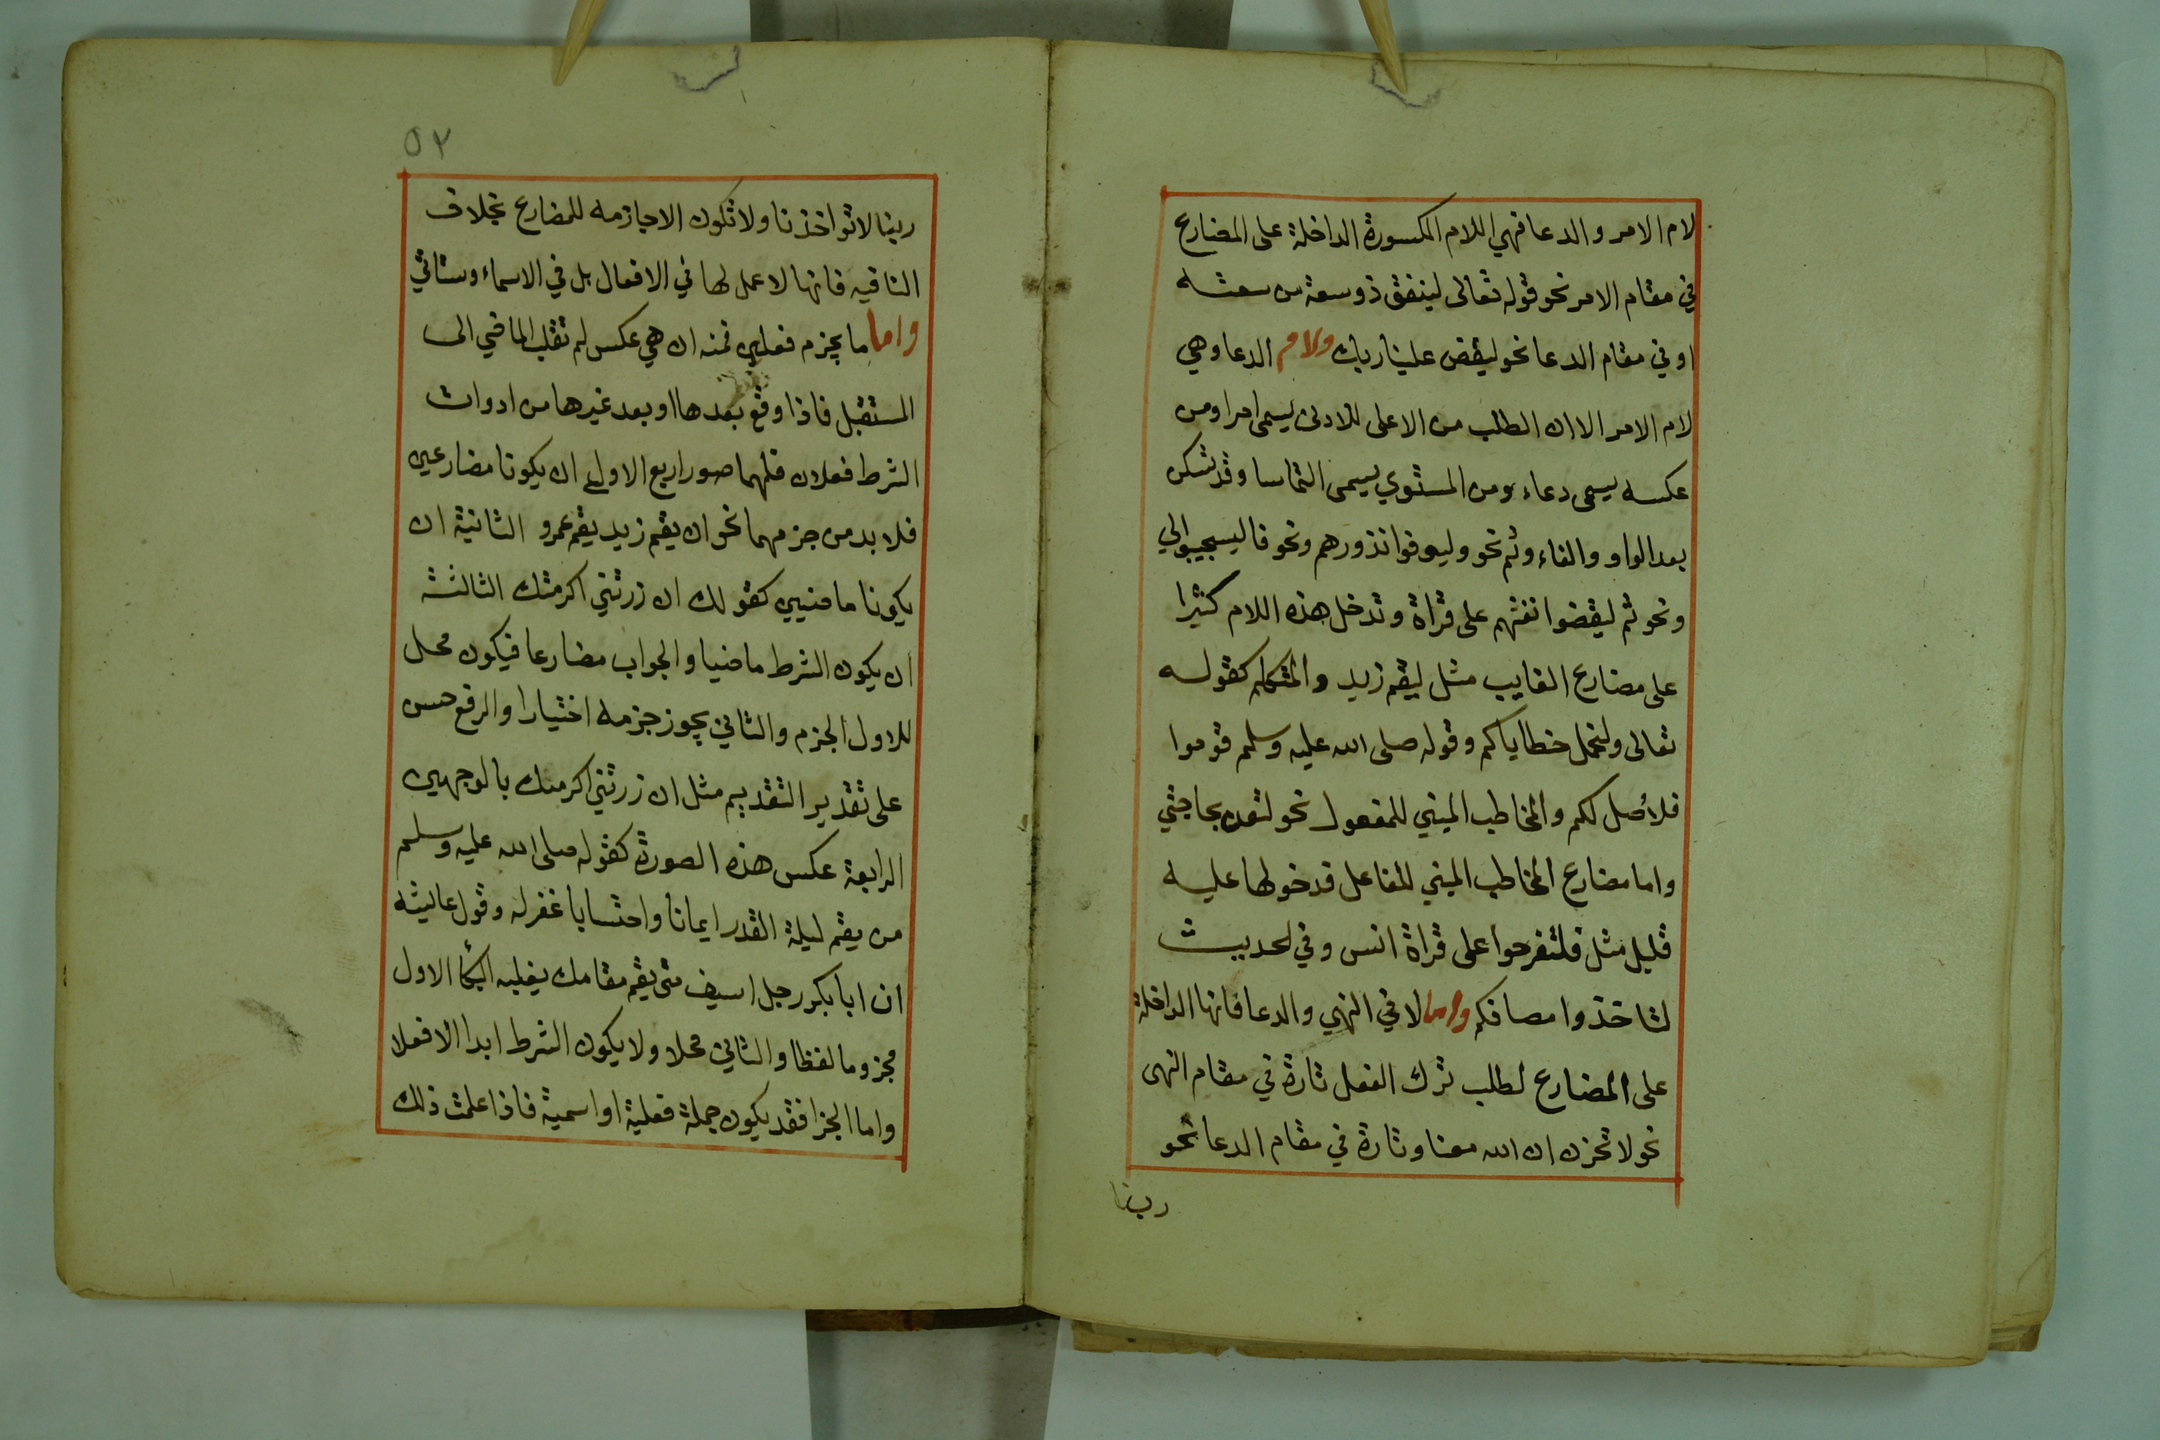 لام الامر والدعا فهي اللام المكسورة الداخلة على المضارع
في مقام الامر نحو قوله تعالى لينفق ذو سعة من سعته
او في مقام الدعا نحو ليقض علينا ربك ولام الدعا وهي
لام الامر الا ان الطلب من الاعلى للادنى يسمى امرا ومن
عكسه يسمى دعاء ومن المستوي يسمى التماسا وقد تسكن
بعد الواو والفاء وثم نحو وليوفوا نذورهم ونحو فاليستجيبوا لي
ونحو ثم ليقضوا تفثهم على قراة وتدخل هذه اللام كثيرا
على مضارع الغايب مثل ليقم زيد والمتكلم كقوله
تعالى ولنحمل خطاياكم وقوله صلى الله عليه وسلم قوموا
فلاصل لكم والمخاطب المبني للمفعول نحو لتعن بحاجتي
واما مضارع المخاطب المبني للفاعل فدخولها عليه
قليل مثل فلتفرحوا على قراة انس وفي لحديث
لتاخذوا مصافكم واما لا في النهي والدعا فانها الداخلة
على المضارع لطلب ترك الفعل تارة في مقام النهى
نحو لا تحزن ان الله معنا وتارة في مقام الدعا نحو
ربنا
٥٢
ربنا لا تواخذنا ولا تكون الا جازمه للمضارع بخلاف
النافيه فانها لا عمل لها في الافعال بل في الاسماء وستاتي
واما ما يجزم فعلين فمنه ان هي عكس لم تقلب الماضي الى
المستقبل فاذا وقع بعدها او بعد غيرها من ادوات
الشرط فعلان فلهما صور اربع الاولى ان يكونا مضارعين
فلا بد من جزمهما نحو ان يقم زيد يقم عمرو الثانية ان
يكونا ماضيين كقولك ان زرتني اكرمتك الثالثة
ان يكون الشرط ماضيا والجواب مضارعا فيكون محل
للاول الجزم والثاني يجوز جزمه اختيارا والرفع حسن
على تقدير التقديم مثل ان زرتني اكرمك بالوجهين
الرابعة عكس هذه الصورة كقوله صلى الله عليه وسلم
من يقم ليلة القدر ايمانا واحتسابا غفر له وقول عايشه
ان ابا بكر رجل اسيف متى يقم مقامك يغلبه البكا الاول
مجزوما لفظا والثاني محلا ولا يكون الشرط ابدا الا فعلا
واما الجزا فقد يكون جملة فعلية او اسمية فاذا علمت ذلك